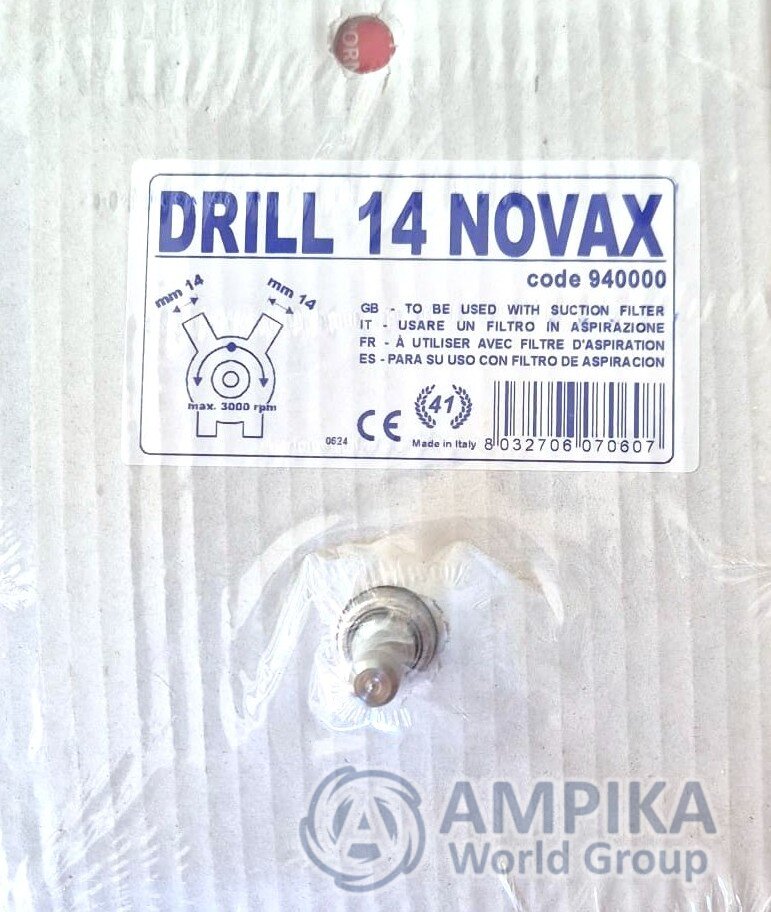 DRILL 14 NOVAX
code 940000
mm 14
mm 14
max. 3000 rpm
GB - TO BE USED WITH SUCTION FILTER
IT - USARE UN FILTRO IN ASPIRAZIONE
FR - À UTILISER AVEC FILTRE D'ASPIRATION
ES - PARA SU USO CON FILTRO DE ASPIRACION
0624
CE
41
Made in Italy
8 032706 070607
AMPIKA
World Group